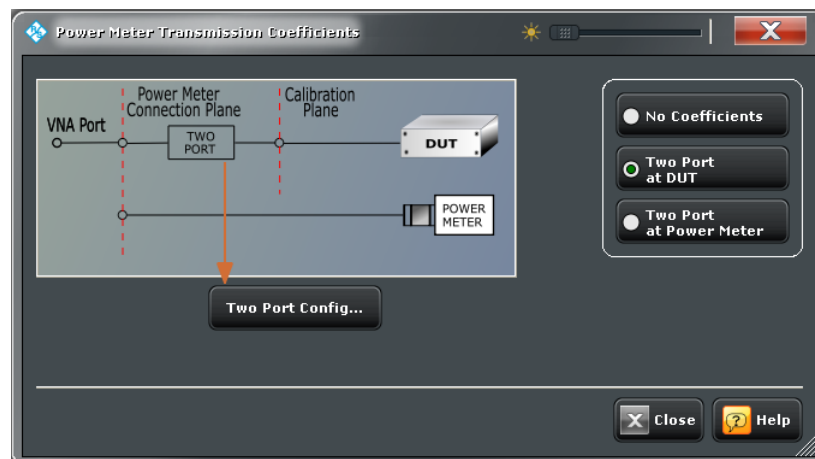 Power Meter Transmission Coefficients
X
Power Meter
Connection Plane
Calibration
Plane
VNA Port
TWO
PORT
DUT
POWER
METER
Two Port Config...
No Coefficients
Two Port
at DUT
Two Port
at Power Meter
X Close
? Help